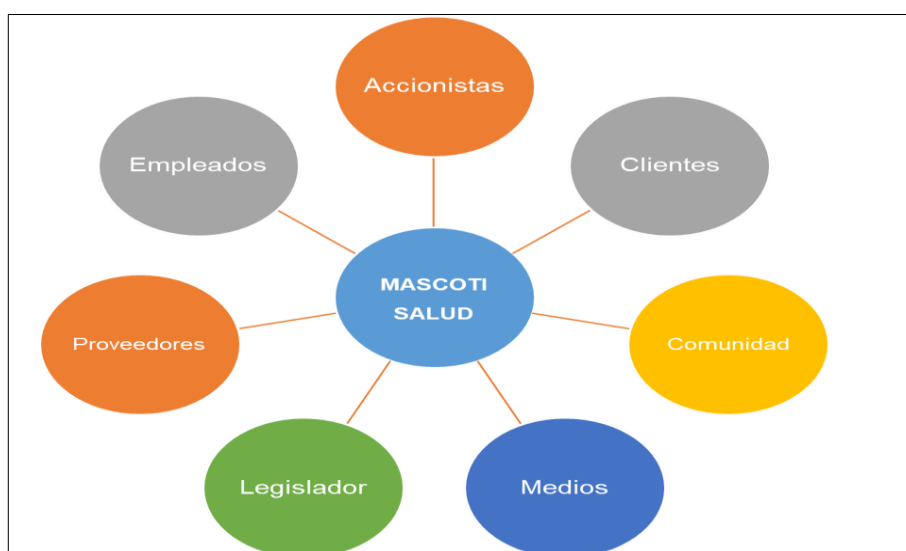 Accionistas
Empleados
Clientes
MASCOTI
SALUD
Proveedores
Comunidad
Legislador
Medios